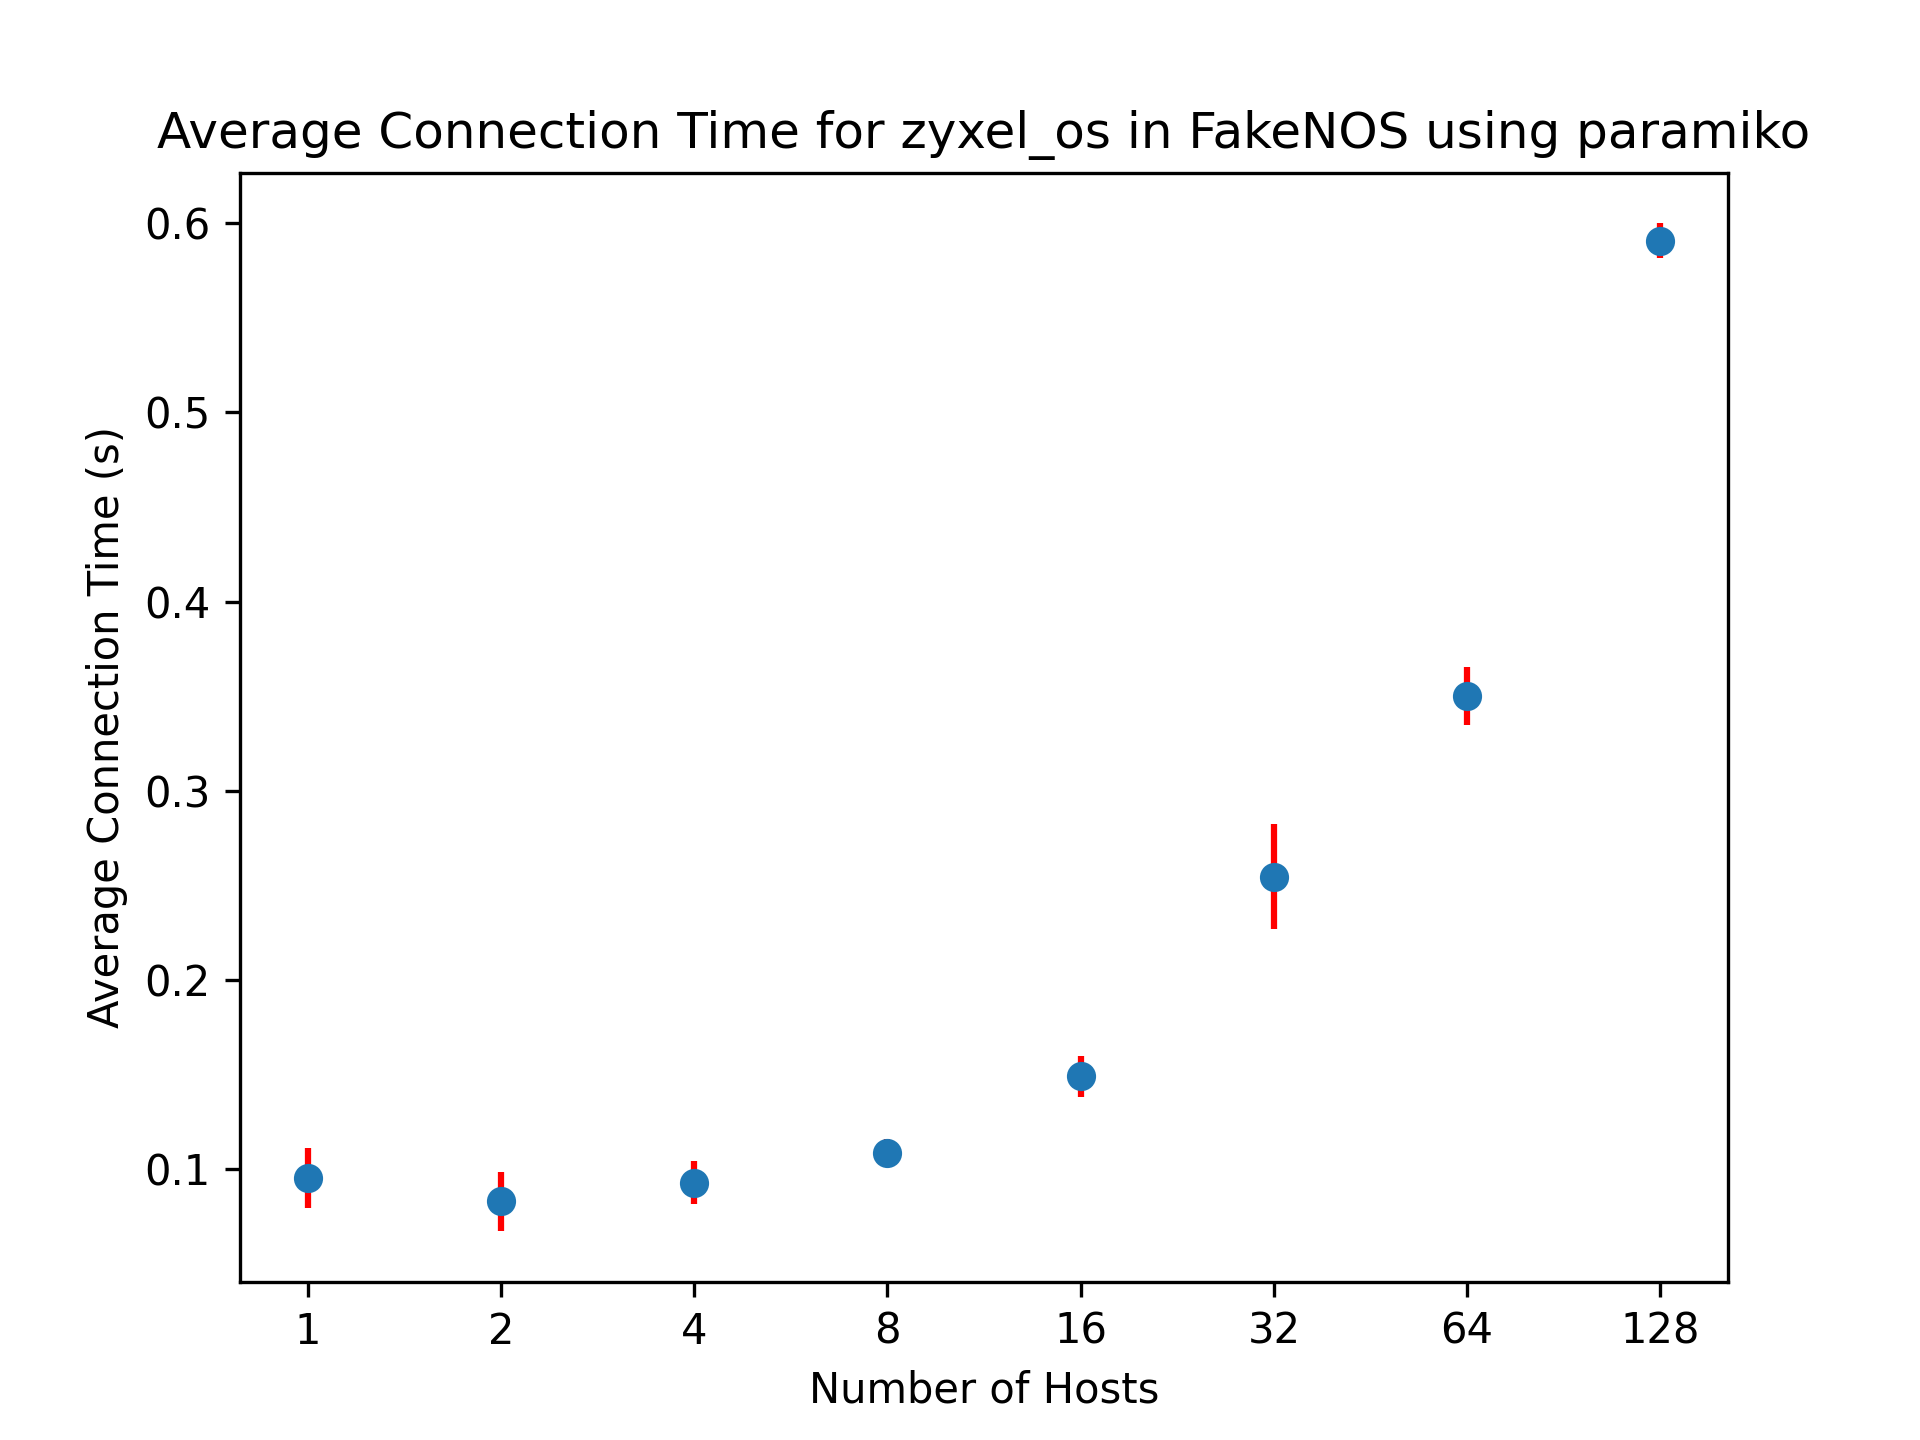 Average Connection Time for zyxel_os in FakeNOS using paramiko
0.6
0.5
0.4
0.3
0.2
0.1
Average Connection Time (s)
1 2 4 8 16 32 64 128
Number of Hosts